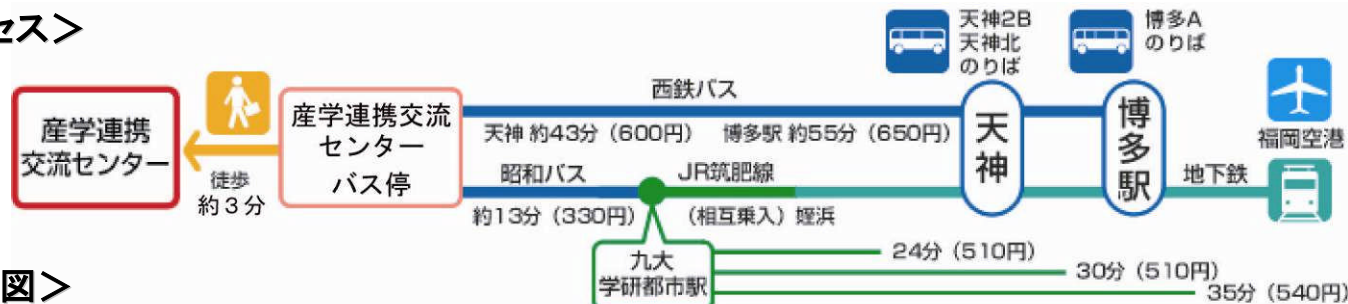 セス＞
産学連携
交流センター
徒歩
約３分
産学連携交流
センター
バス停
西鉄バス
天神 約43分（600円）
博多駅 約55分（650円）
昭和バス
約13分（330円）
JR筑肥線
（相互乗入）姪浜
九大
学研都市駅
天神2B
天神北
のりば
天神
博多A
のりば
博多駅
地下鉄
福岡空港
24分（510円）
30分（510円）
35分（540円）
図＞